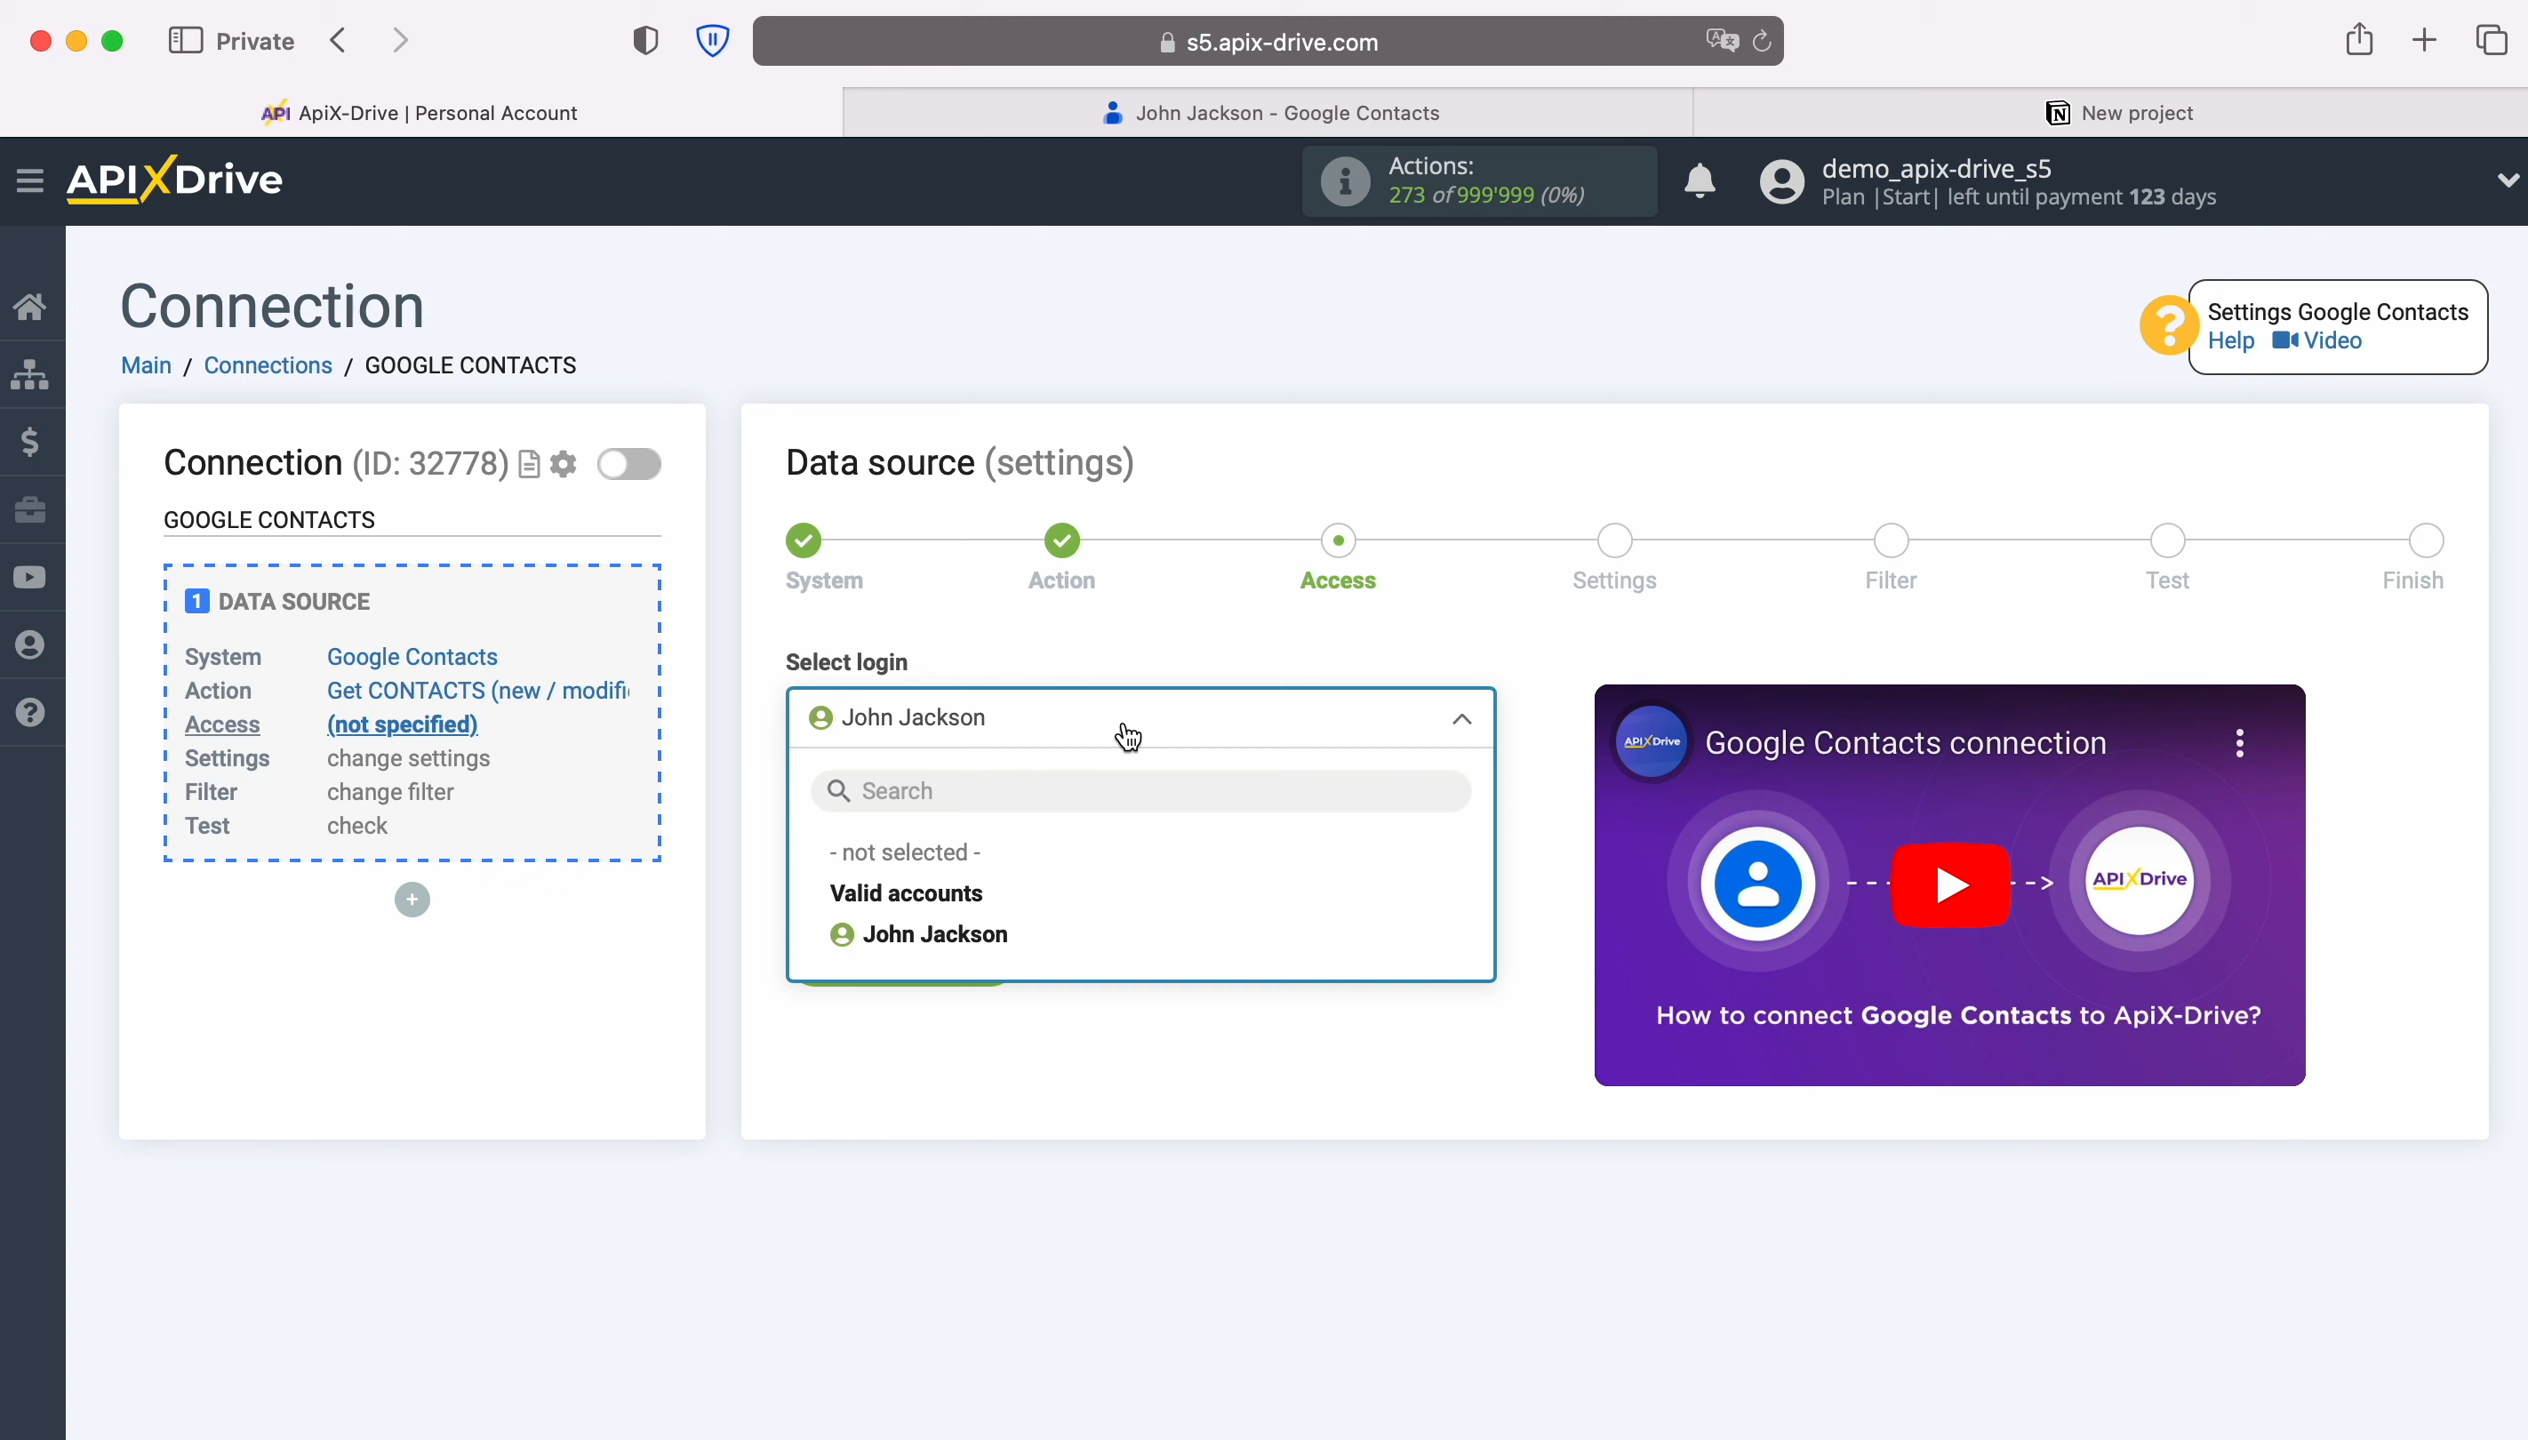 Private
s5.apix-drive.com
API ApiX-Drive | Personal Account
John Jackson - Google Contacts
New project
APIXDrive
Actions:
273 of 999'999 (0%)
demo_apix-drive_s5
Plan |Start| left until payment 123 days
Connection
Main / Connections / GOOGLE CONTACTS
Settings Google Contacts
Help Video
Connection (ID: 32778)
GOOGLE CONTACTS
1 DATA SOURCE
System Google Contacts
Action Get CONTACTS (new / modifi
Access (not specified)
Settings change settings
Filter change filter
Test check
Data source (settings)
System
Action
Access
Settings
Filter
Test
Finish
Select login
John Jackson
Search
- not selected -
Valid accounts
John Jackson
APIXDrive Google Contacts connection
APIXDrive
How to connect Google Contacts to ApiX-Drive?